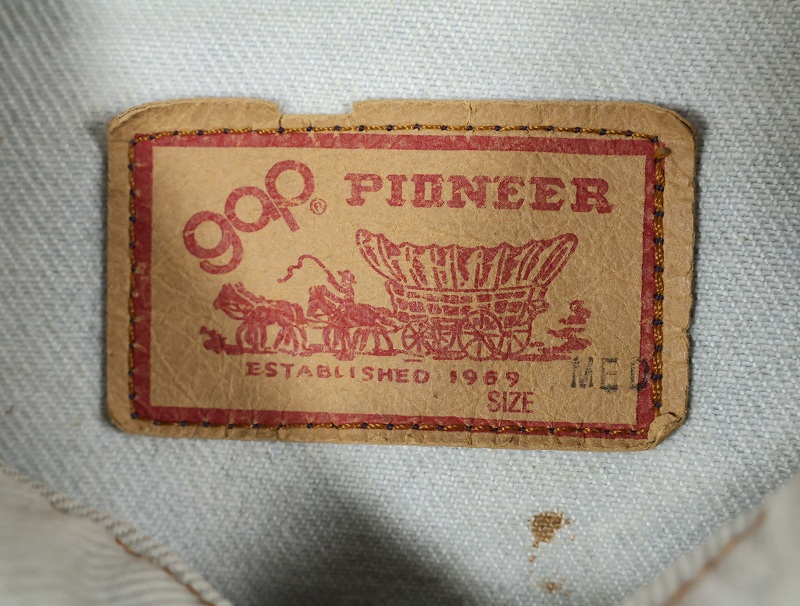 gap® PIONEER
ESTABLISHED 1969
SIZE MED